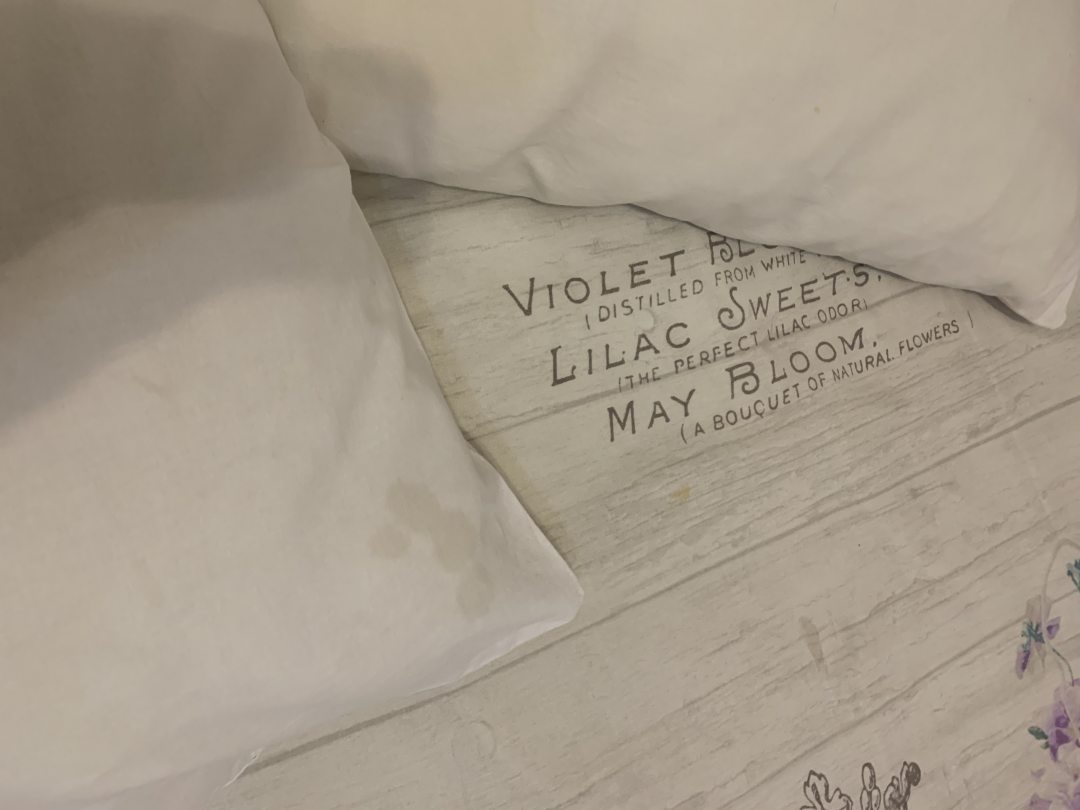 VIOLET
(DISTILLED FROM WHITE
LILAC SWEETS.
(THE PERFECT LILAC ODOR)
MAY BLOOM.
(A BOUQUET OF NATURAL FLOWERS)